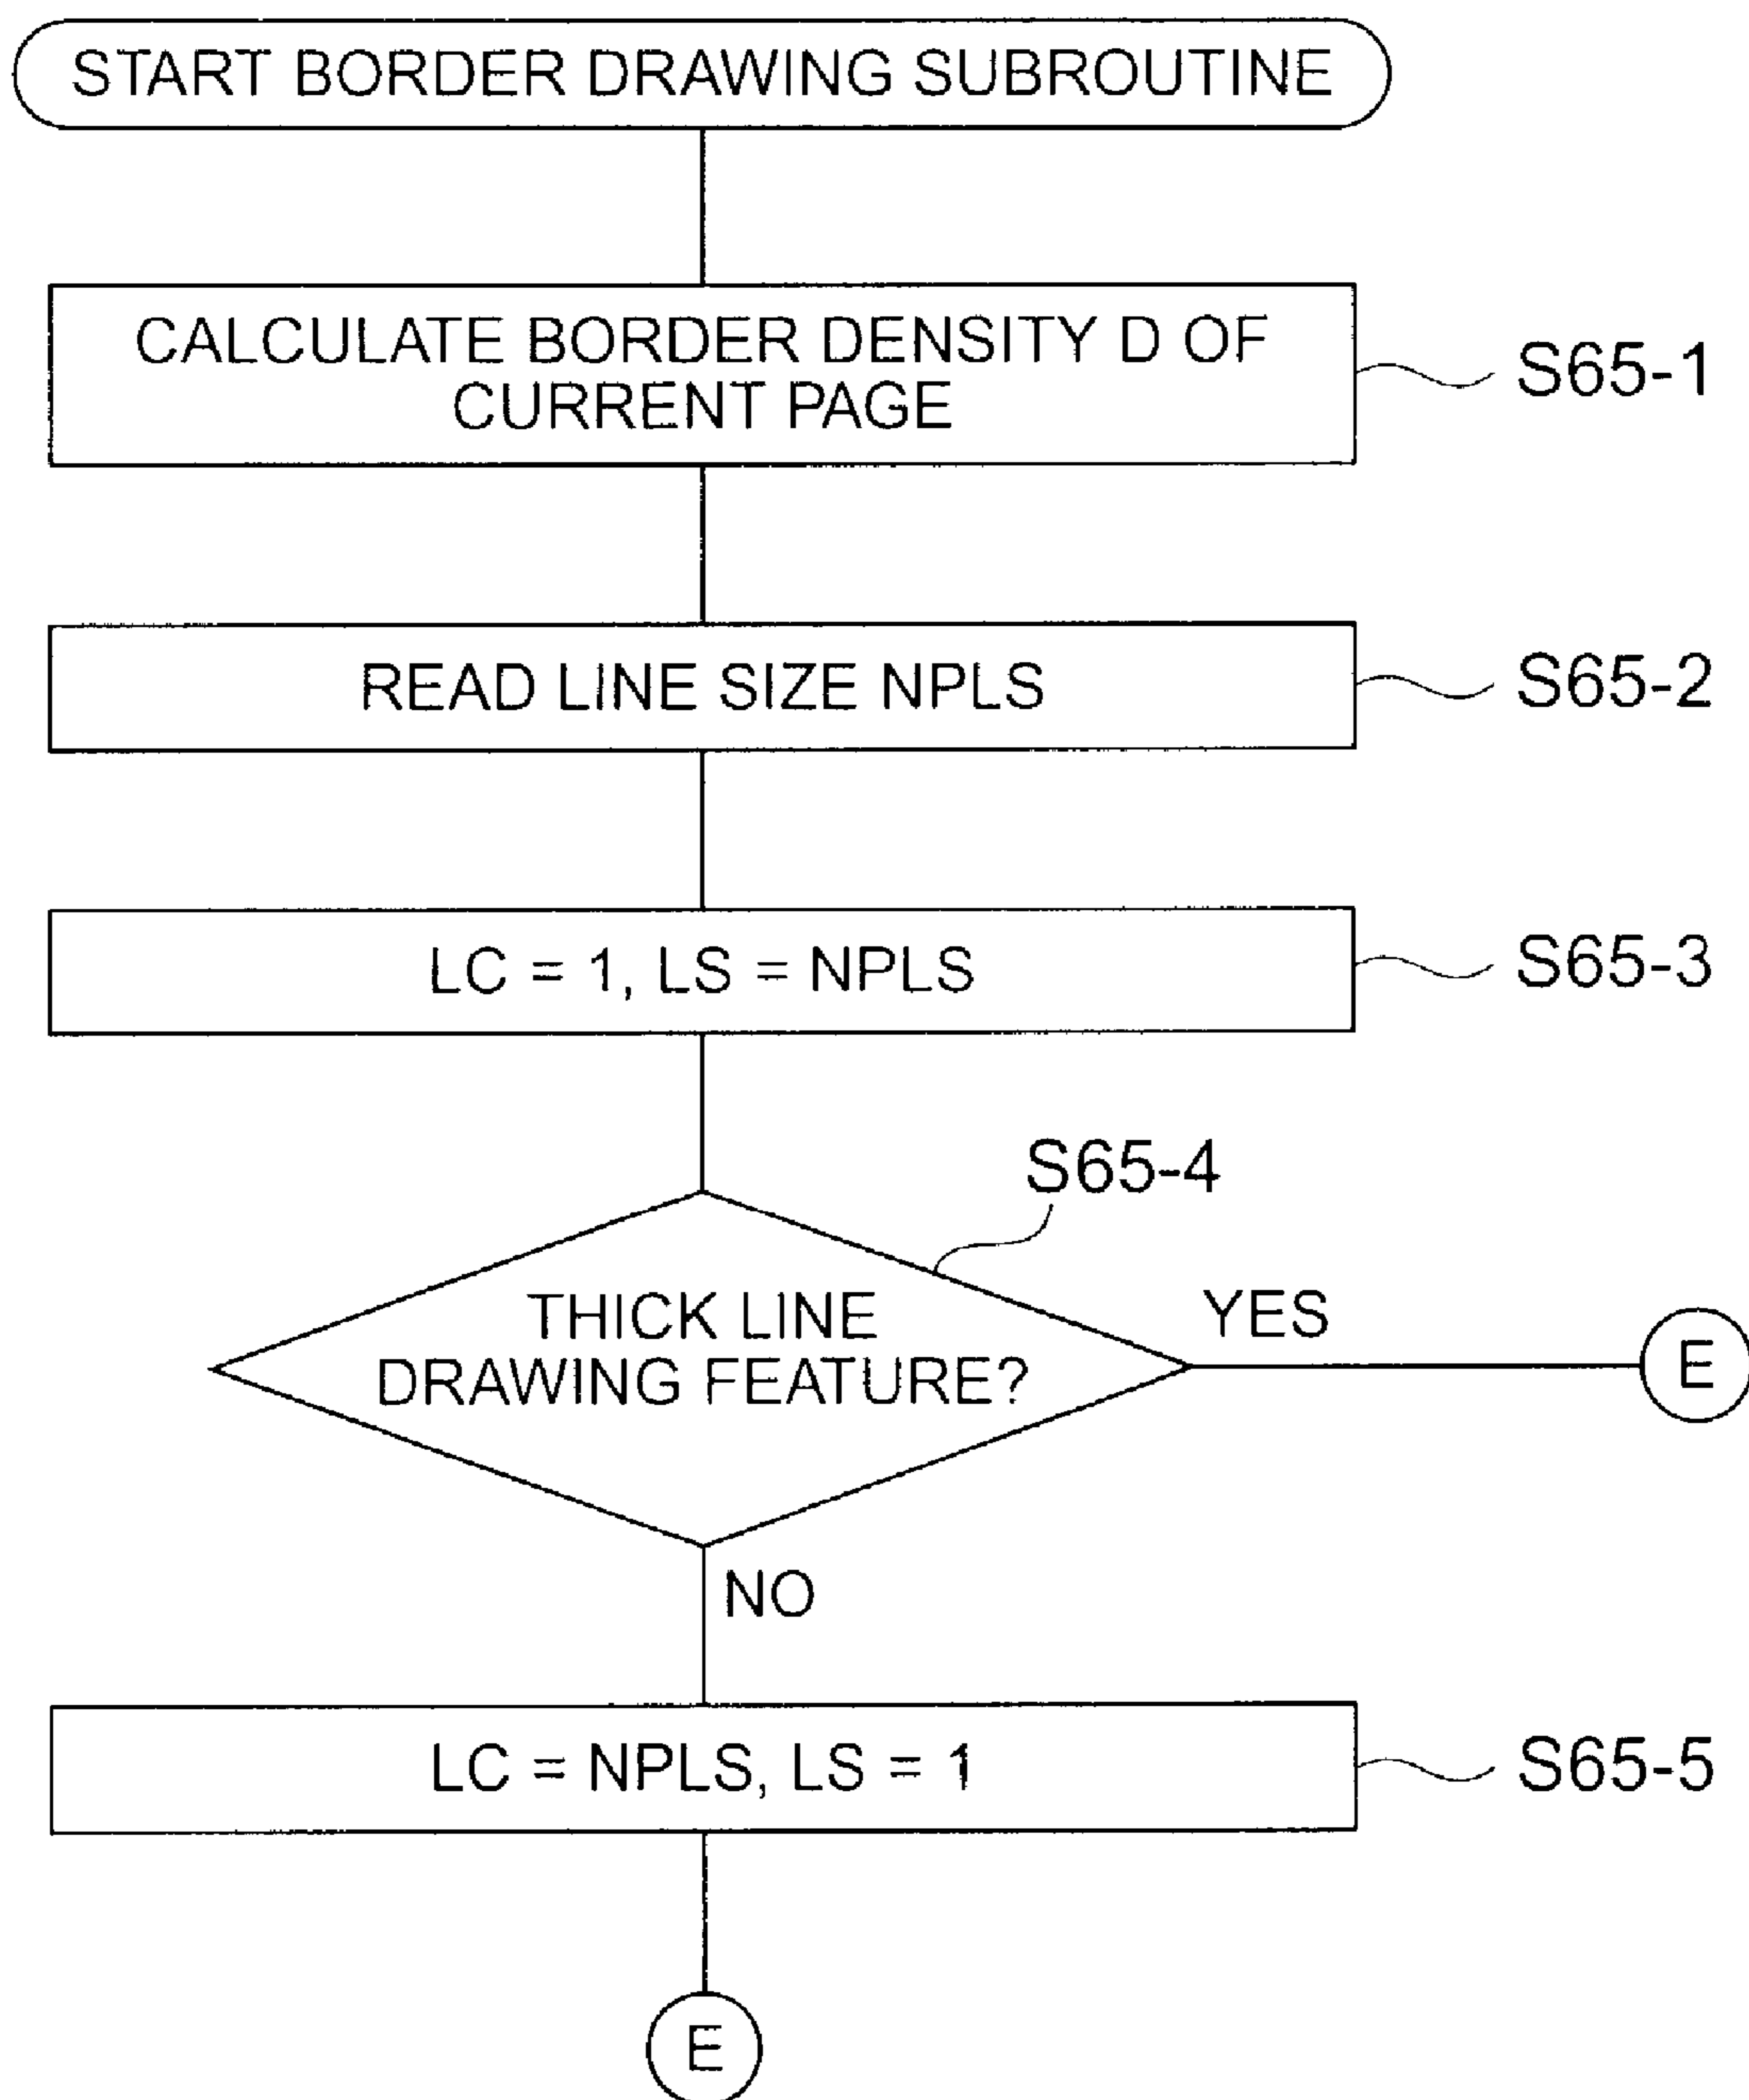 START BORDER DRAWING SUBROUTINE
CALCULATE BORDER DENSITY D OF
CURRENT PAGE
S65-1
READ LINE SIZE NPLS
S65-2
LC = 1, LS = NPLS
S65-3
S65-4
THICK LINE
DRAWING FEATURE?
YES
E
NO
LC = NPLS, LS = 1
S65-5
E